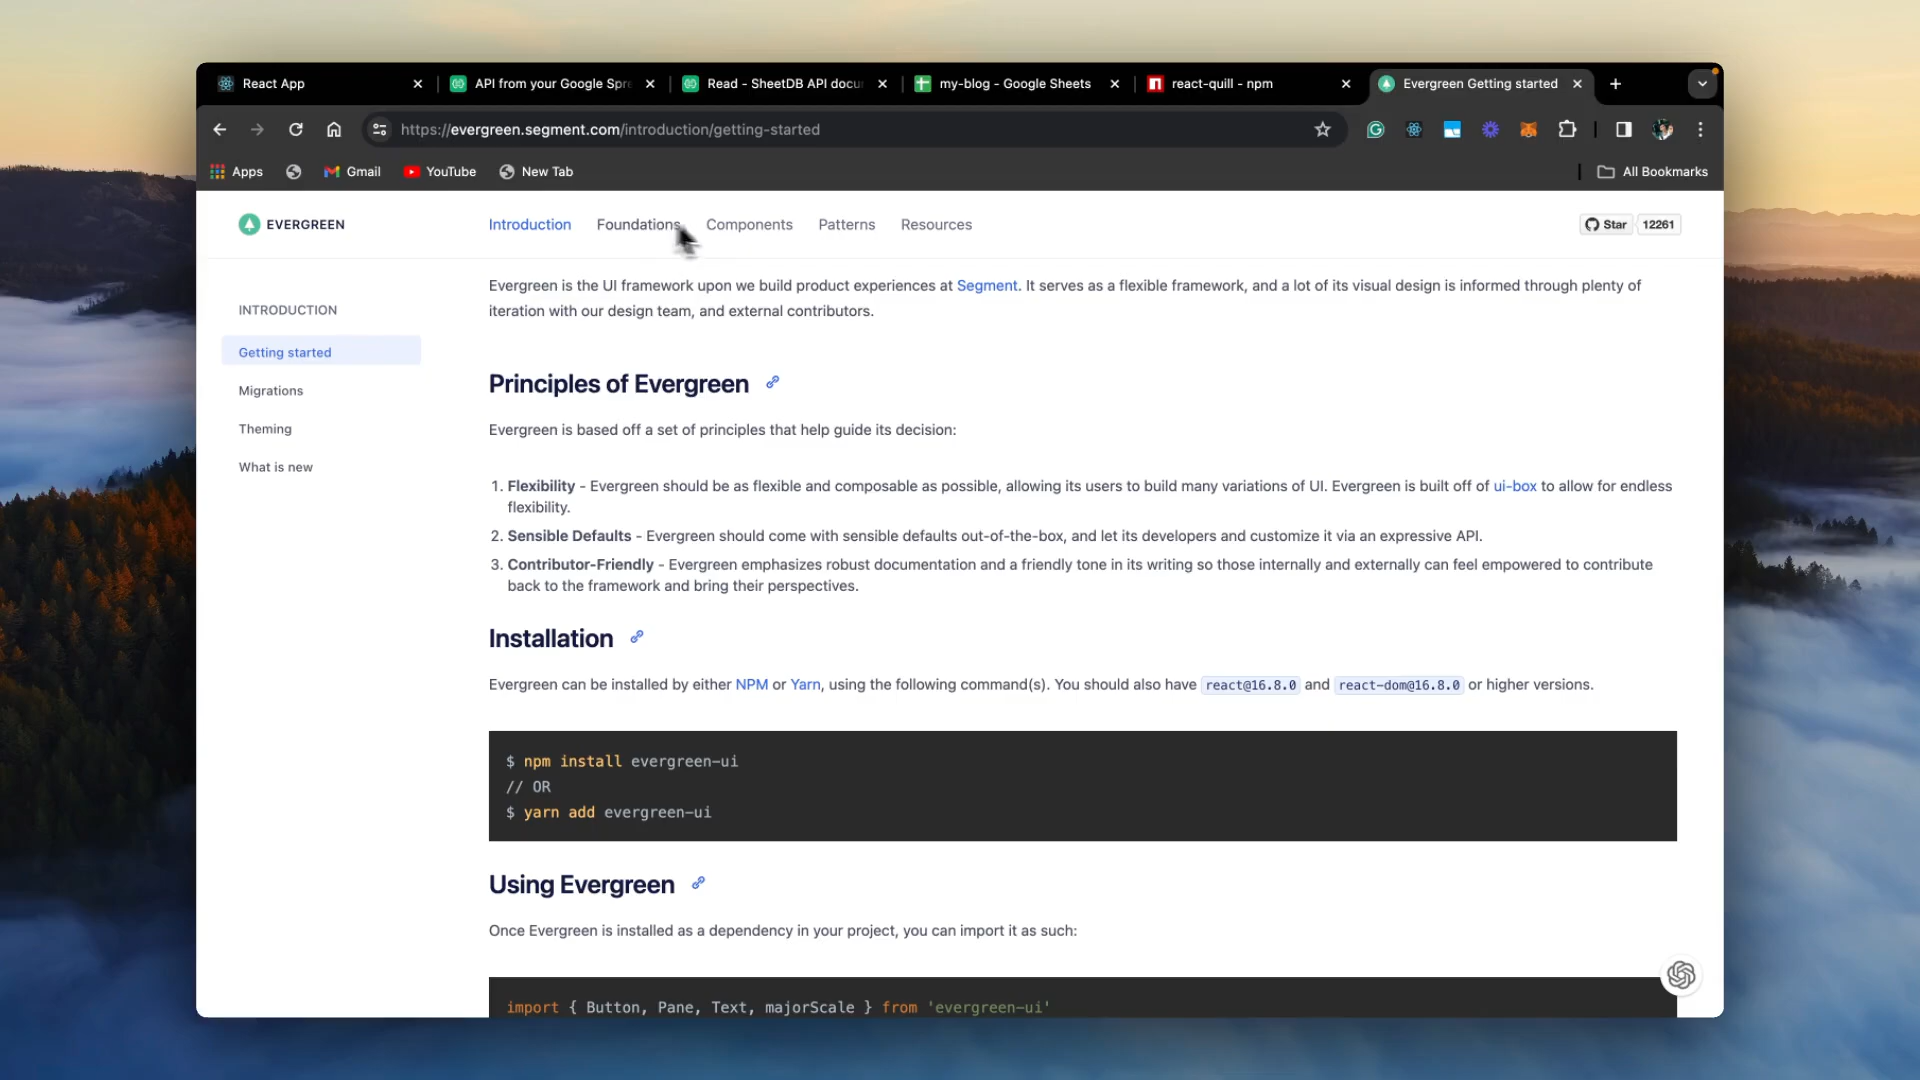 React App
API from your Google Spre
Read - SheetDB API docu
my-blog - Google Sheets
react-quill - npm
Evergreen Getting started
https://evergreen.segment.com/introduction/getting-started
Apps
Gmail
YouTube
New Tab
All Bookmarks
EVERGREEN
Introduction
Foundations
Components
Patterns
Resources
Star
12261
INTRODUCTION
Getting started
Migrations
Theming
What is new
Evergreen is the UI framework upon we build product experiences at Segment. It serves as a flexible framework, and a lot of its visual design is informed through plenty of
iteration with our design team, and external contributors.
Principles of Evergreen
Evergreen is based off a set of principles that help guide its decision:
1. Flexibility - Evergreen should be as flexible and composable as possible, allowing its users to build many variations of UI. Evergreen is built off of ui-box to allow for endless
flexibility.
2. Sensible Defaults - Evergreen should come with sensible defaults out-of-the-box, and let its developers and customize it via an expressive API.
3. Contributor-Friendly - Evergreen emphasizes robust documentation and a friendly tone in its writing so those internally and externally can feel empowered to contribute
back to the framework and bring their perspectives.
Installation
Evergreen can be installed by either NPM or Yarn, using the following command(s). You should also have react@16.8.0 and react-dom@16.8.0 or higher versions.
$ npm install evergreen-ui
// OR
$ yarn add evergreen-ui
Using Evergreen
Once Evergreen is installed as a dependency in your project, you can import it as such:
import { Button, Pane, Text, majorScale } from 'evergreen-ui'